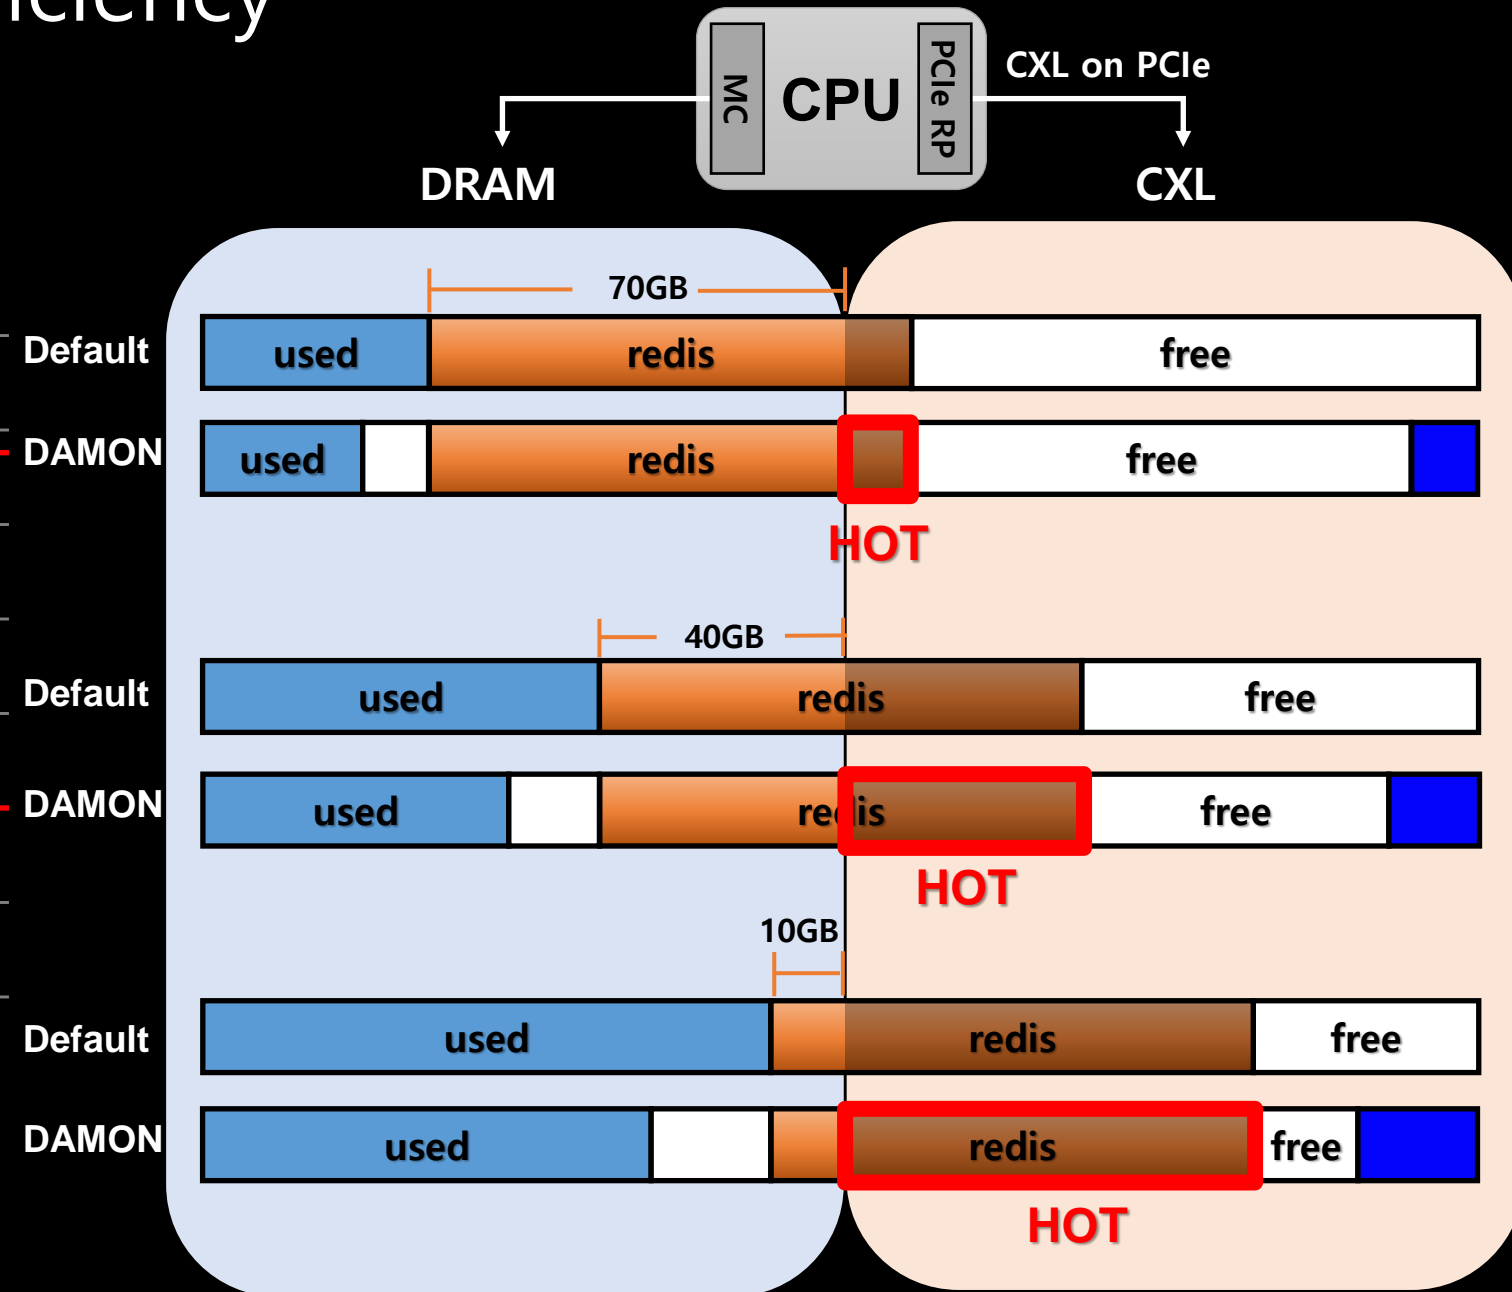 CPU
MC
PCIe RP
CXL on PCIe
DRAM
CXL
70GB
Default
used
redis
free
DAMON
used
redis
free
HOT
40GB
Default
used
redis
free
DAMON
used
redis
free
HOT
10GB
Default
used
redis
free
DAMON
used
redis
free
HOT